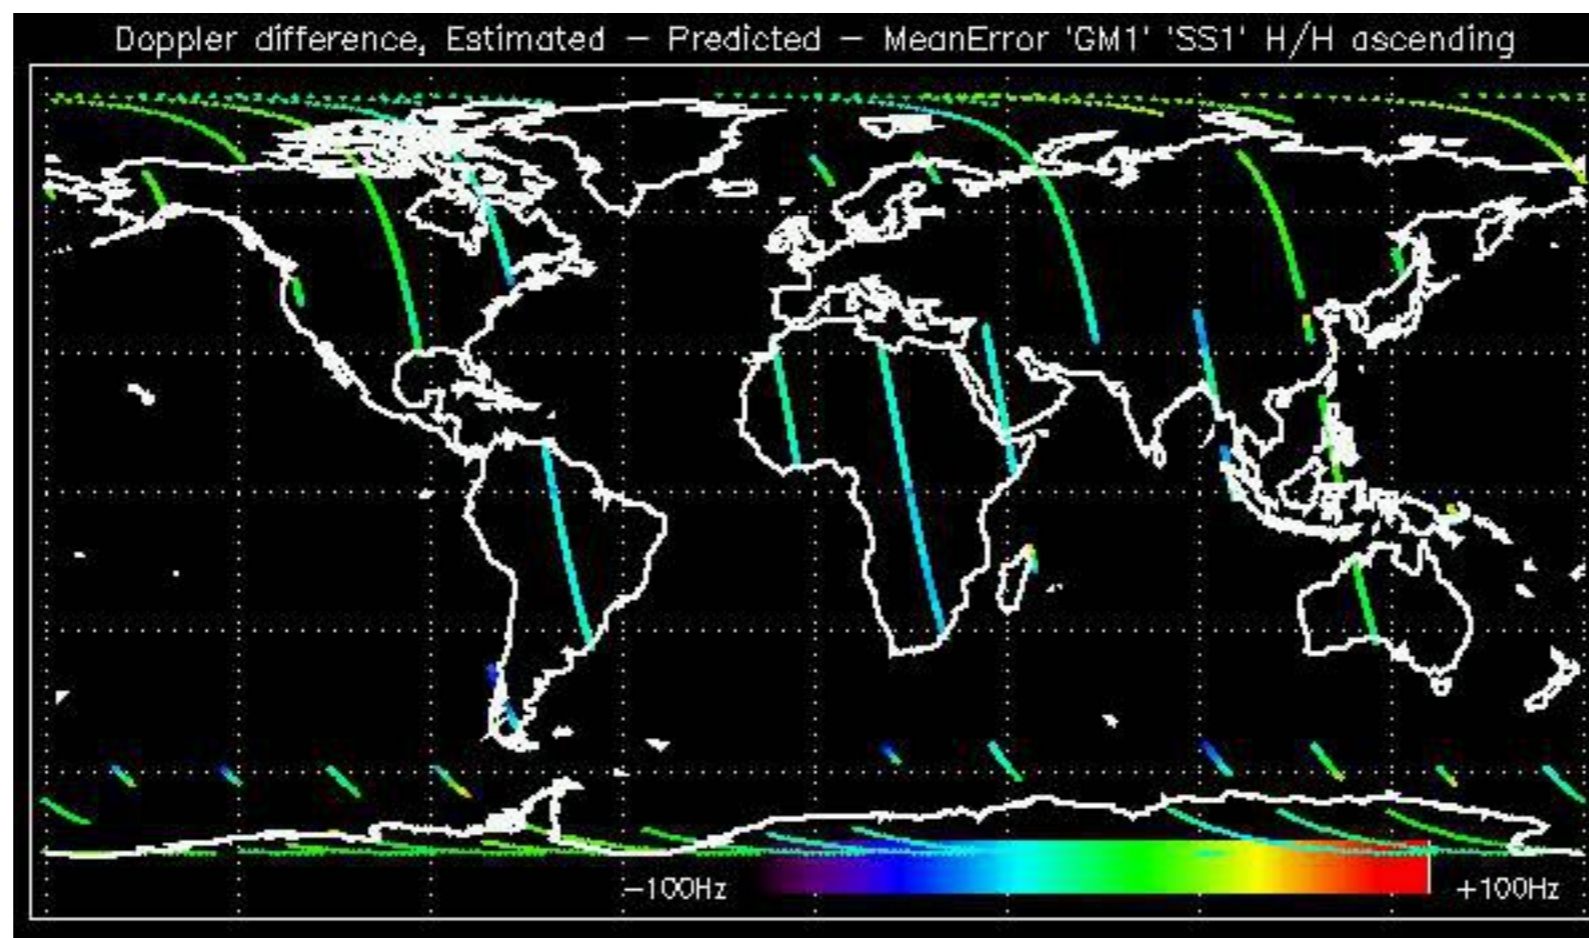 Doppler difference, Estimated − Predicted − MeanError 'GM1' 'SS1' H/H ascending
−100Hz +100Hz